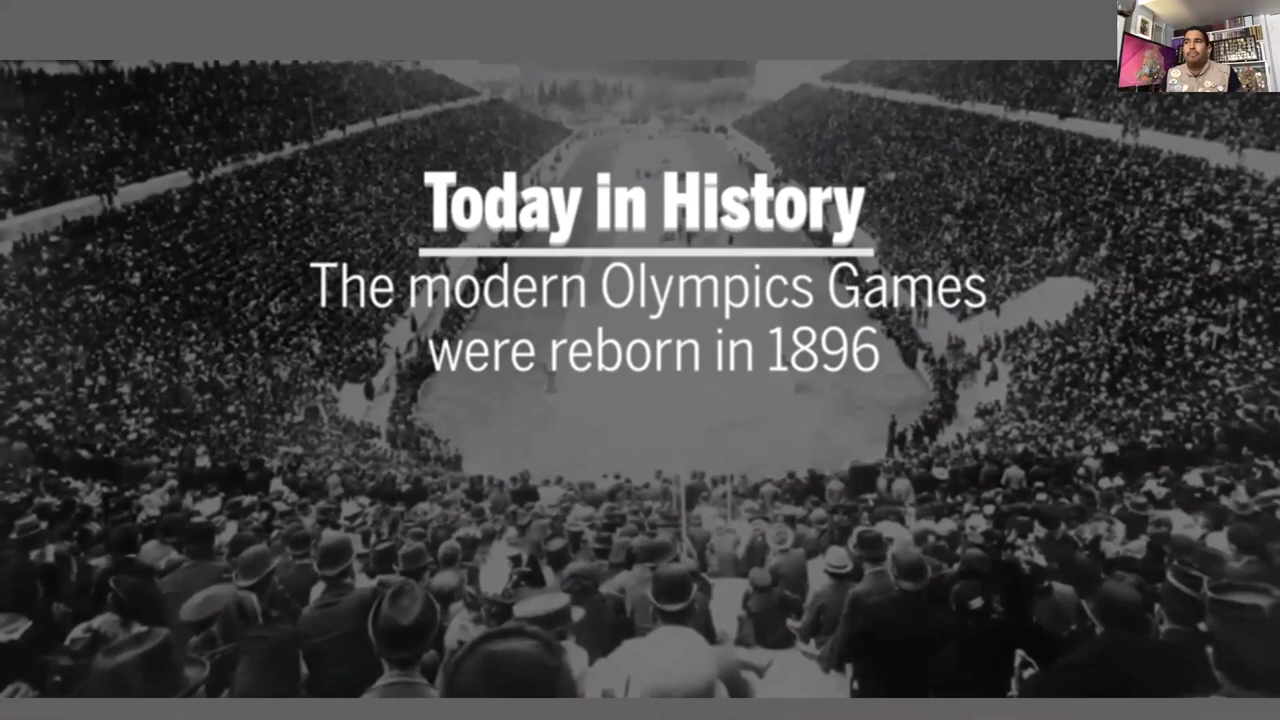 Today in History
The modern Olympics Games
were reborn in 1896